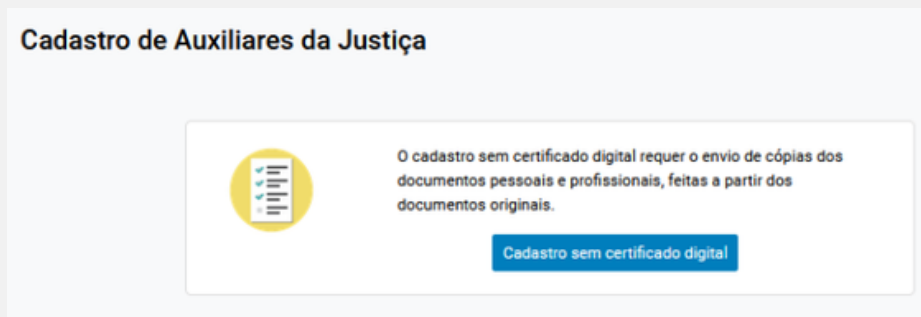 Cadastro de Auxiliares da Justiça
O cadastro sem certificado digital requer o envio de cópias dos
documentos pessoais e profissionais, feitas a partir dos
documentos originais.
Cadastro sem certificado digital